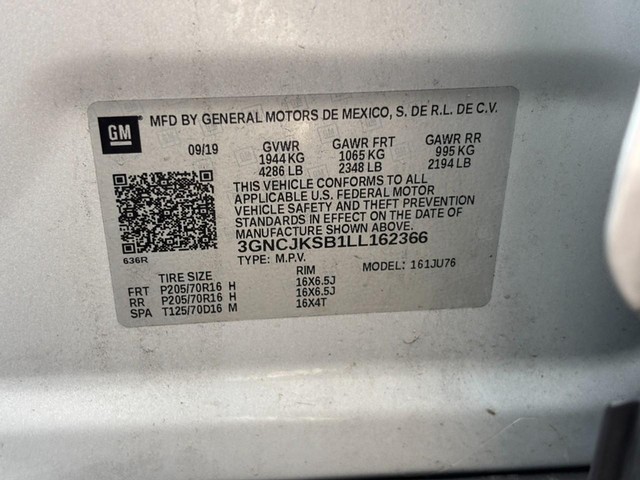 GM MFD BY GENERAL MOTORS DE MEXICO, S. DE R.L. DE C.V.
09/19 GVWR GAWR FRT GAWR RR
1944 KG 1065 KG 995 KG
4286 LB 2348 LB 2194 LB
THIS VEHICLE CONFORMS TO ALL
APPLICABLE U.S. FEDERAL MOTOR
VEHICLE SAFETY AND THEFT PREVENTION
STANDARDS IN EFFECT ON THE DATE OF
MANUFACTURE SHOWN ABOVE.
3GNCJKSB1LL162366
636R TYPE: M.P.V. MODEL: 161JU76
TIRE SIZE RIM
FRT P205/70R16 H 16X6.5J
RR P205/70R16 H 16X6.5J
SPA T125/70D16 M 16X4T